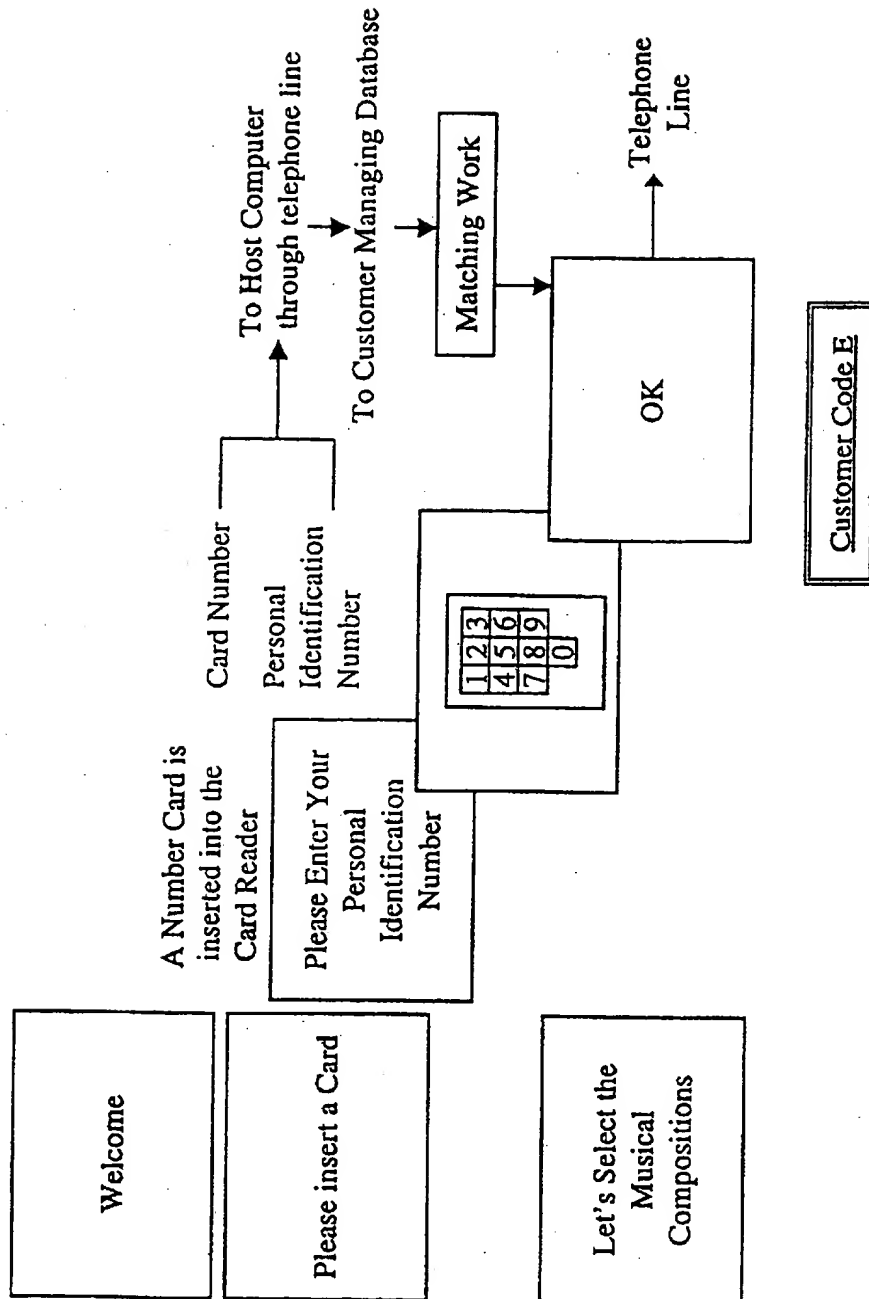 Welcome
Please insert a Card
Let's Select the
Musical
Compositions
A Number Card is
inserted into the
Card Reader
Please Enter Your
Personal
Identification
Number
1 2 3
4 5 6
7 8 9
0
Card Number
Personal
Identification
Number
To Host Computer
through telephone line
To Customer Managing Database
Matching Work
OK
Telephone
Line
Customer Code E